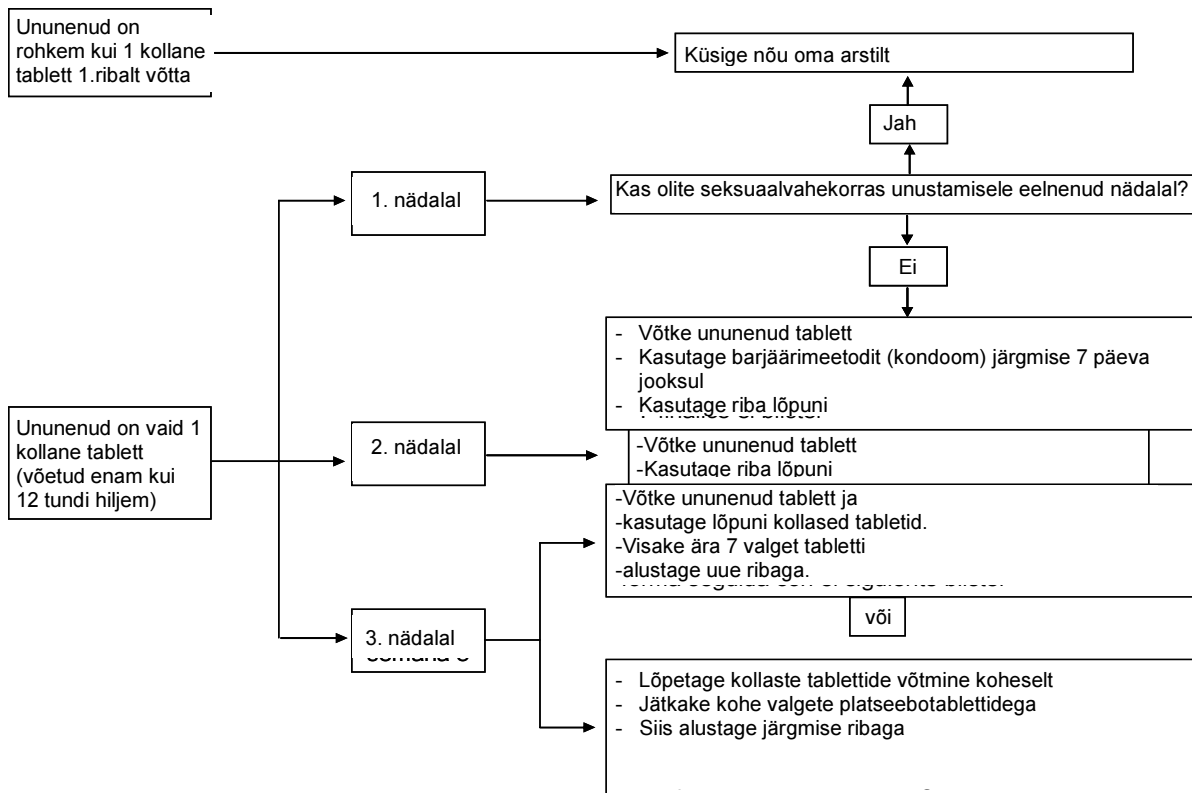 Ununenud on
rohkem kui 1 kollane
tablett 1.ribalt võtta
Küsige nõu oma arstilt
Jah
1. nädalal
Kas olite seksuaalvahekorras unustamisele eelnenud nädalal?
Ei
- Võtke ununenud tablett
- Kasutage barjäärimeetodit (kondoom) järgmise 7 päeva
jooksul
- Kasutage riba lõpuni
Ununenud on vaid 1
kollane tablett
(võetud enam kui
12 tundi hiljem)
2. nädalal
-Võtke ununenud tablett
-Kasutage riba lõpuni
-Võtke ununenud tablett ja
-kasutage lõpuni kollased tabletid.
-Visake ära 7 valget tabletti
-alustage uue ribaga.
või
3. nädalal
- Lõpetage kollaste tablettide võtmine koheselt
- Jätkake kohe valgete platseebotablettidega
- Siis alustage järgmise ribaga